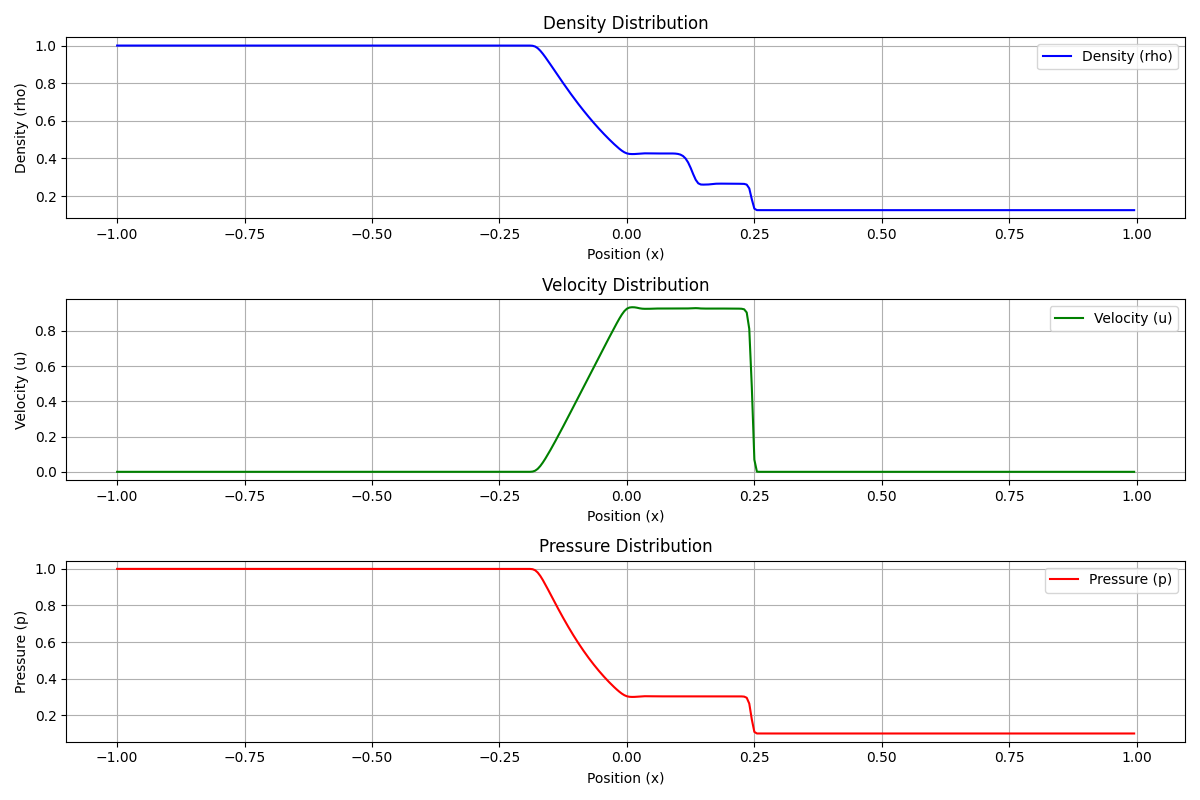 Density Distribution
Density (rho)
1.0
0.8
0.6
0.4
0.2
Density (rho)
−1.00 −0.75 −0.50 −0.25 0.00 0.25 0.50 0.75 1.00
Position (x)
Velocity Distribution
Velocity (u)
0.8
0.6
0.4
0.2
0.0
Velocity (u)
−1.00 −0.75 −0.50 −0.25 0.00 0.25 0.50 0.75 1.00
Position (x)
Pressure Distribution
Pressure (p)
1.0
0.8
0.6
0.4
0.2
Pressure (p)
−1.00 −0.75 −0.50 −0.25 0.00 0.25 0.50 0.75 1.00
Position (x)